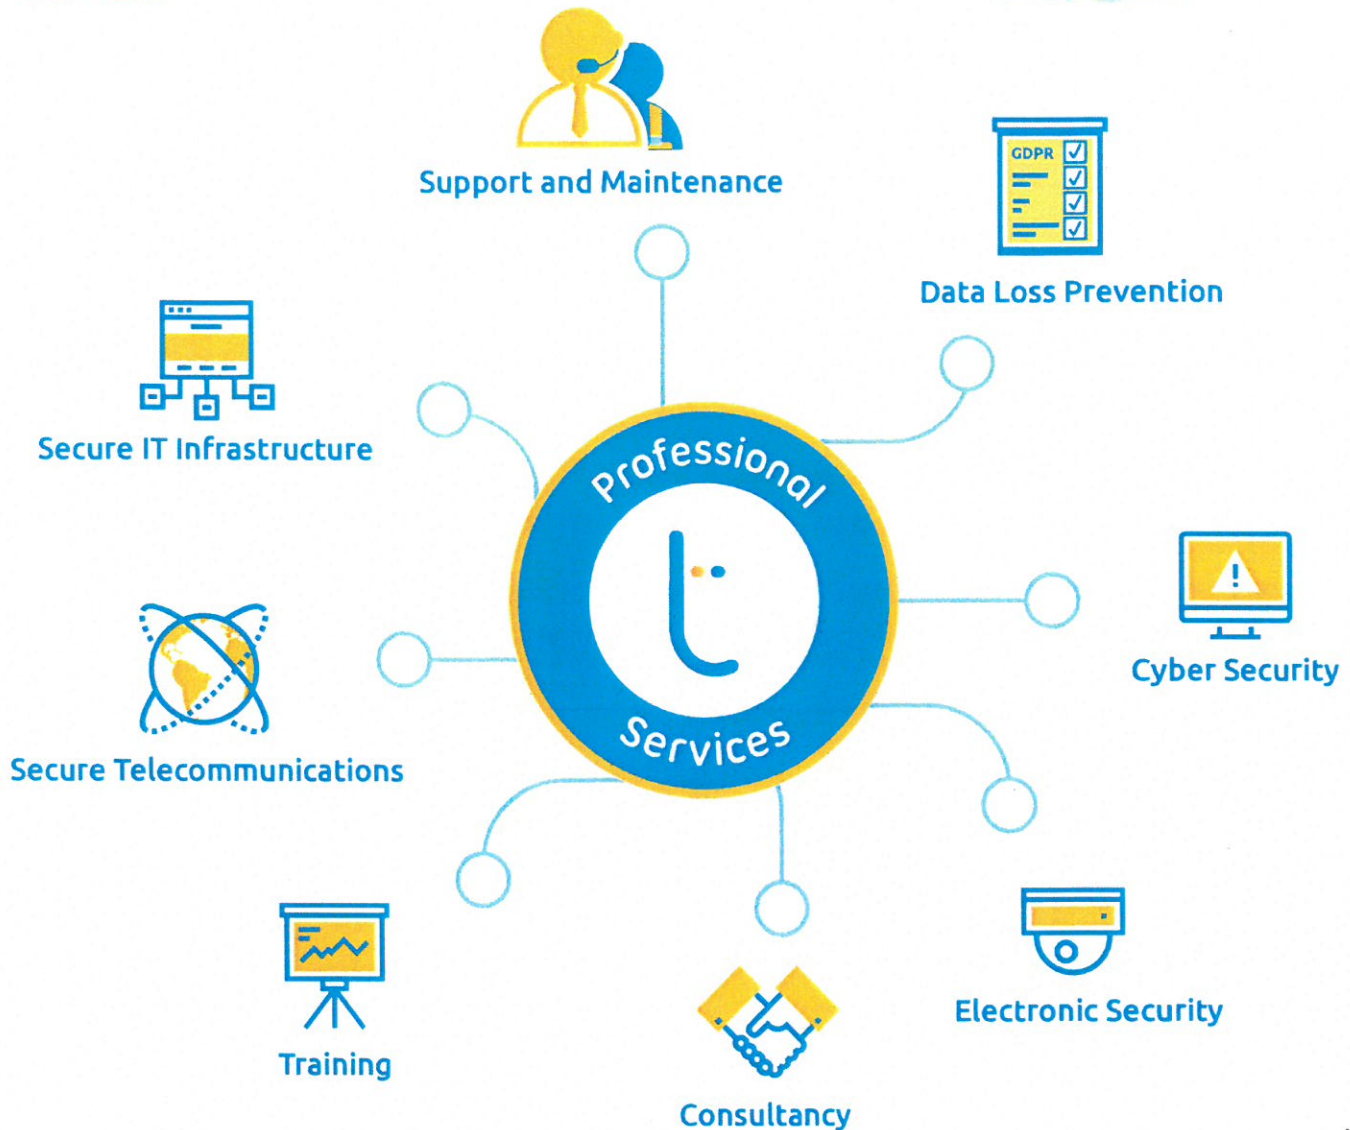 Support and Maintenance
GDPR
Data Loss Prevention
Secure IT Infrastructure
Professional
Services
Cyber Security
Secure Telecommunications
Electronic Security
Training
Consultancy